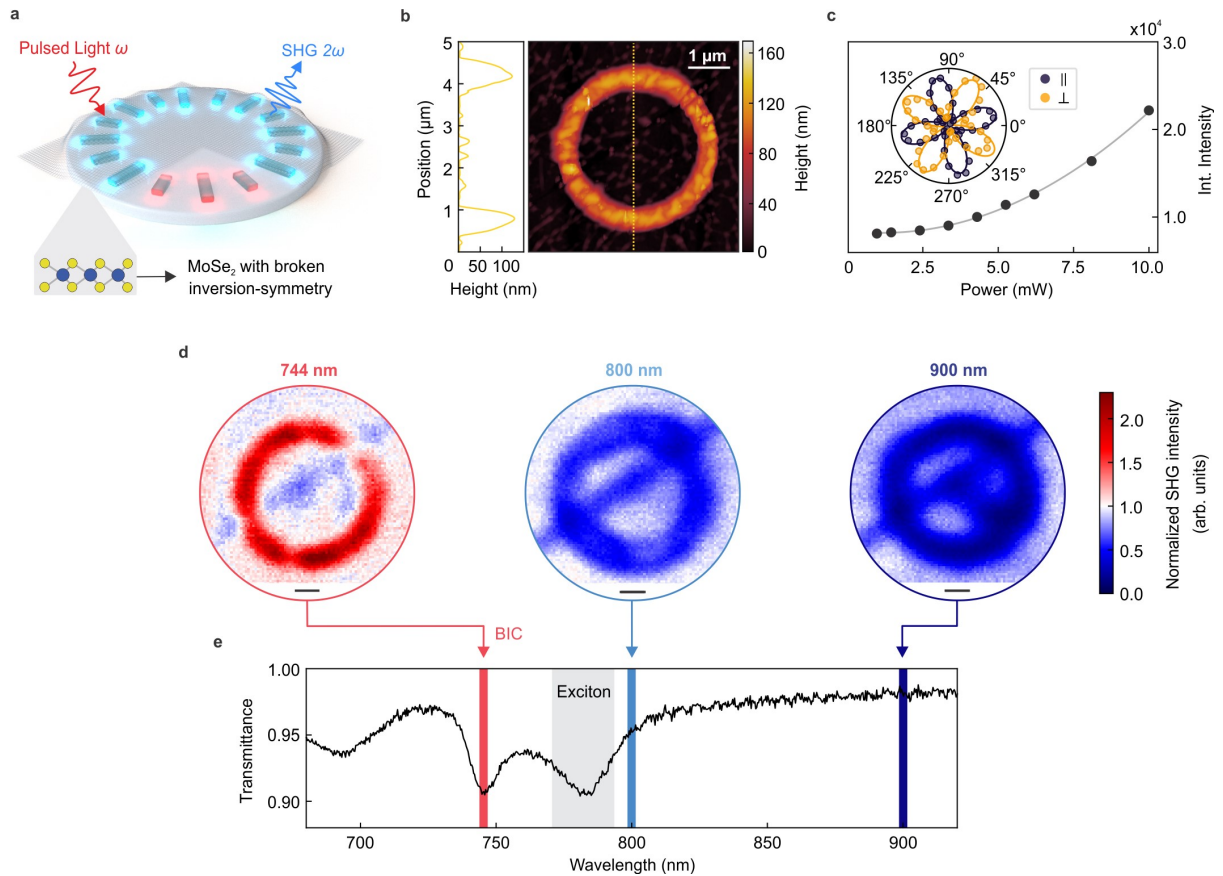 a
Pulsed Light ω
SHG 2ω
MoSe₂ with broken
inversion-symmetry
b
5
4
3
2
1
Position (μm)
0
50
100
Height (nm)
1 μm
160
120
80
40
0
Height (nm)
c
x10⁴
3.0
2.0
1.0
Int. Intensity
90°
135°
45°
180°
0°
225°
315°
270°
||
⊥
0
2.5
5.0
7.5
10.0
Power (mW)
d
744 nm
800 nm
900 nm
2.0
1.5
1.0
0.5
0.0
Normalized SHG intensity
(arb. units)
BIC
e
1.00
0.95
0.90
Transmittance
Exciton
700
750
800
850
900
Wavelength (nm)